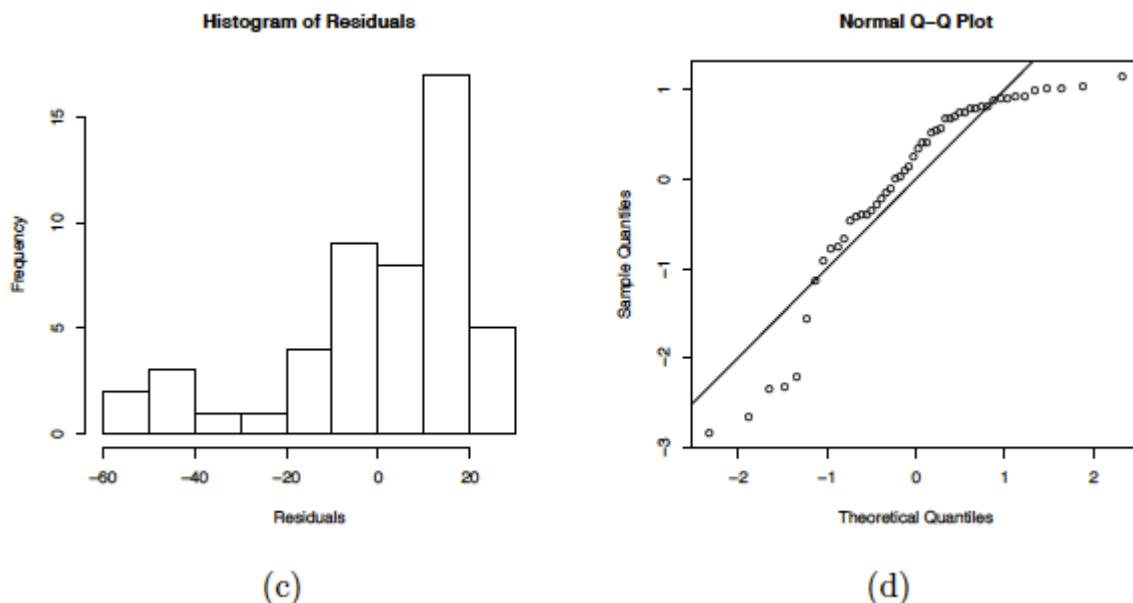 Histogram of Residuals
Frequency
15
10
5
0
−60 −40 −20 0 20
Residuals
(c)
Normal Q−Q Plot
Sample Quantiles
1
0
−1
−2
−3
−2 −1 0 1 2
Theoretical Quantiles
(d)